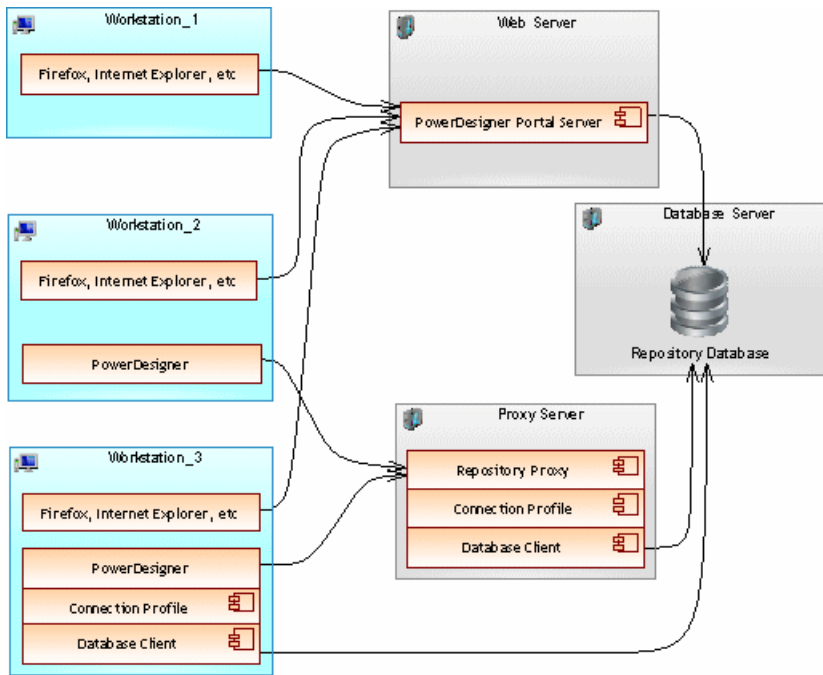 Workstation_1
Firefox, Internet Explorer, etc
Web Server
PowerDesigner Portal Server
Workstation_2
Firefox, Internet Explorer, etc
PowerDesigner
Database Server
Repository Database
Workstation_3
Firefox, Internet Explorer, etc
PowerDesigner
Connection Profile
Database Client
Proxy Server
Repository Proxy
Connection Profile
Database Client